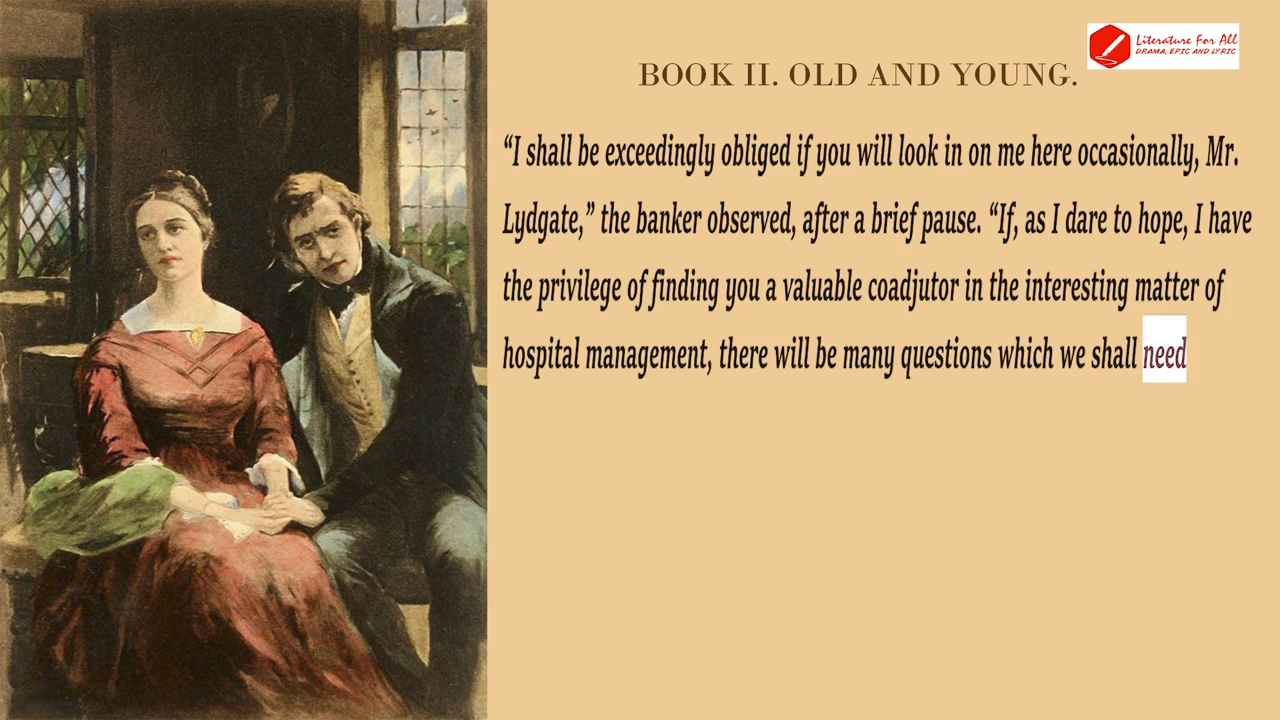 Literature For All
DRAMA, EPIC AND LYRIC
BOOK II. OLD AND YOUNG.
“I shall be exceedingly obliged if you will look in on me here occasionally, Mr.
Lydgate,” the banker observed, after a brief pause. “If, as I dare to hope, I have
the privilege of finding you a valuable coadjutor in the interesting matter of
hospital management, there will be many questions which we shall need